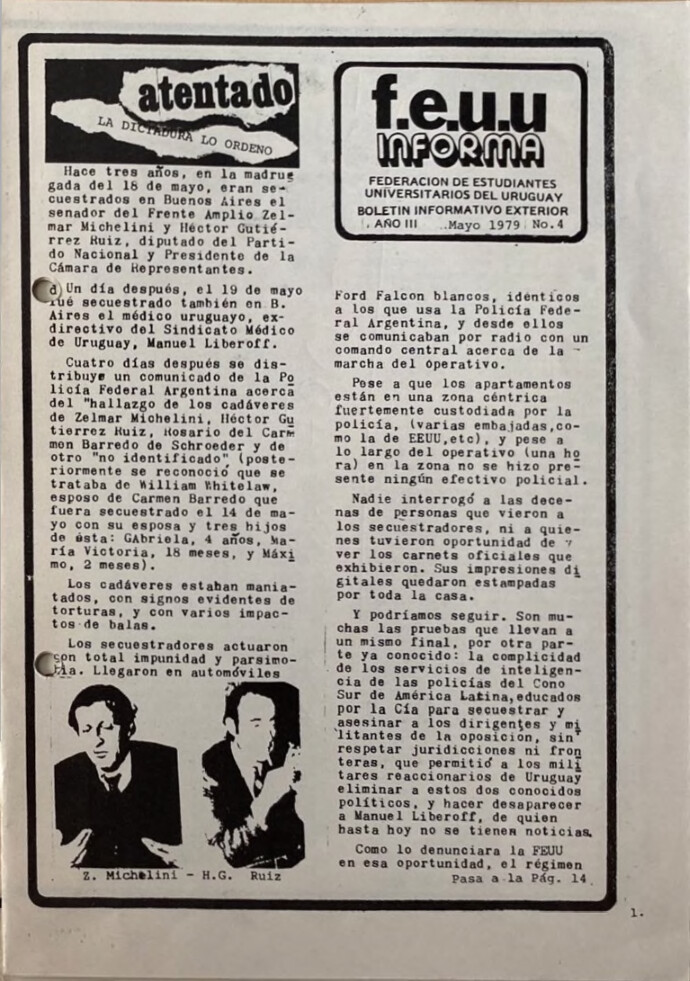 atentado
LA DICTADURA LO ORDENO
Hace tres años, en la madrue
gada del 18 de mayo, eran se-
cuestrados en Buenos Aires el
senador del Frente Amplio Zel-
mar Michelini y Héctor Gutié-
rrez Ruiz, diputado del Parti-
do Nacional y Presidente de la
Cámara de Representantes.
d) Un día después, el 19 de mayo
fué secuestrado también en B.
Aires el médico uruguayo, ex-
directivo del Sindicato Médico
de Uruguay, Manuel Liberoff.
Cuatro días después se dis-
tribuye un comunicado de la Po
licía Federal Argentina acerca
del "hallazgo de los cadáveres
de Zelmar Michelini, Héctor Gu
tierrez Ruiz, Rosario del Carm
men Barredo de Schroeder y de
otro "no identificado" (poste-
riormente se reconoció que se
trataba de William Whitelaw,
esposo de Carmen Barredo que
fuera secuestrado el 14 de ma-
yo con su esposa y tres hijos
de ésta: GAbriela, 4 años, Ma-
ría Victoria, 18 meses, y Máxi
mo, 2 meses).
Los cadáveres estaban mania-
tados, con signos evidentes de
torturas, y con varios impac-
tos de balas.
Los secuestradores actuaron
con total impunidad y parsimo-
nia. Llegaron en automóviles
Z. Michelini - H.G. Ruiz
f.e.u.u
INFORMA
FEDERACION DE ESTUDIANTES
UNIVERSITARIOS DEL URUGUAY
BOLETIN INFORMATIVO EXTERIOR
AÑO III Mayo 1979 No. 4
Ford Falcon blancos, idénticos
a los que usa la Policía Fede-
ral Argentina, y desde ellos
se comunicaban por radio con un
comando central acerca de la
marcha del operativo.
Pese a que los apartamentos
están en una zona céntrica
fuertemente custodiada por la
policía, (varias embajadas,co-
mo la de EEUU,etc), y pese a
lo largo del operativo (una ho
ra) en la zona no se hizo pre-
sente ningún efectivo policial.
Nadie interrogó a las dece-
nas de personas que vieron a
los secuestradores, ni a quie-
nes tuvieron oportunidad de
ver los carnets oficiales que
exhibieron. Sus impresiones di
gitales quedaron estampadas
por toda la casa.
Y podríamos seguir. Son mu-
chas las pruebas que llevan a
un mismo final, por otra par-
te ya conocido: la complicidad
de los servicios de inteligen-
cia de las policías del Cono
Sur de América Latina,educados
por la Cía para secuestrar y
asesinar a los dirigentes y mi
litantes de la oposicion, sin
respetar juridicciones ni fron
teras, que permitió a los mili
tares reaccionarios de Uruguay
eliminar a estos dos conocidos
políticos, y hacer desaparecer
a Manuel Liberoff, de quien
hasta hoy no se tienen noticias.
Como lo denunciara la FEUU
en esa oportunidad, el régimen
Pasa a la Pág. 14
1.